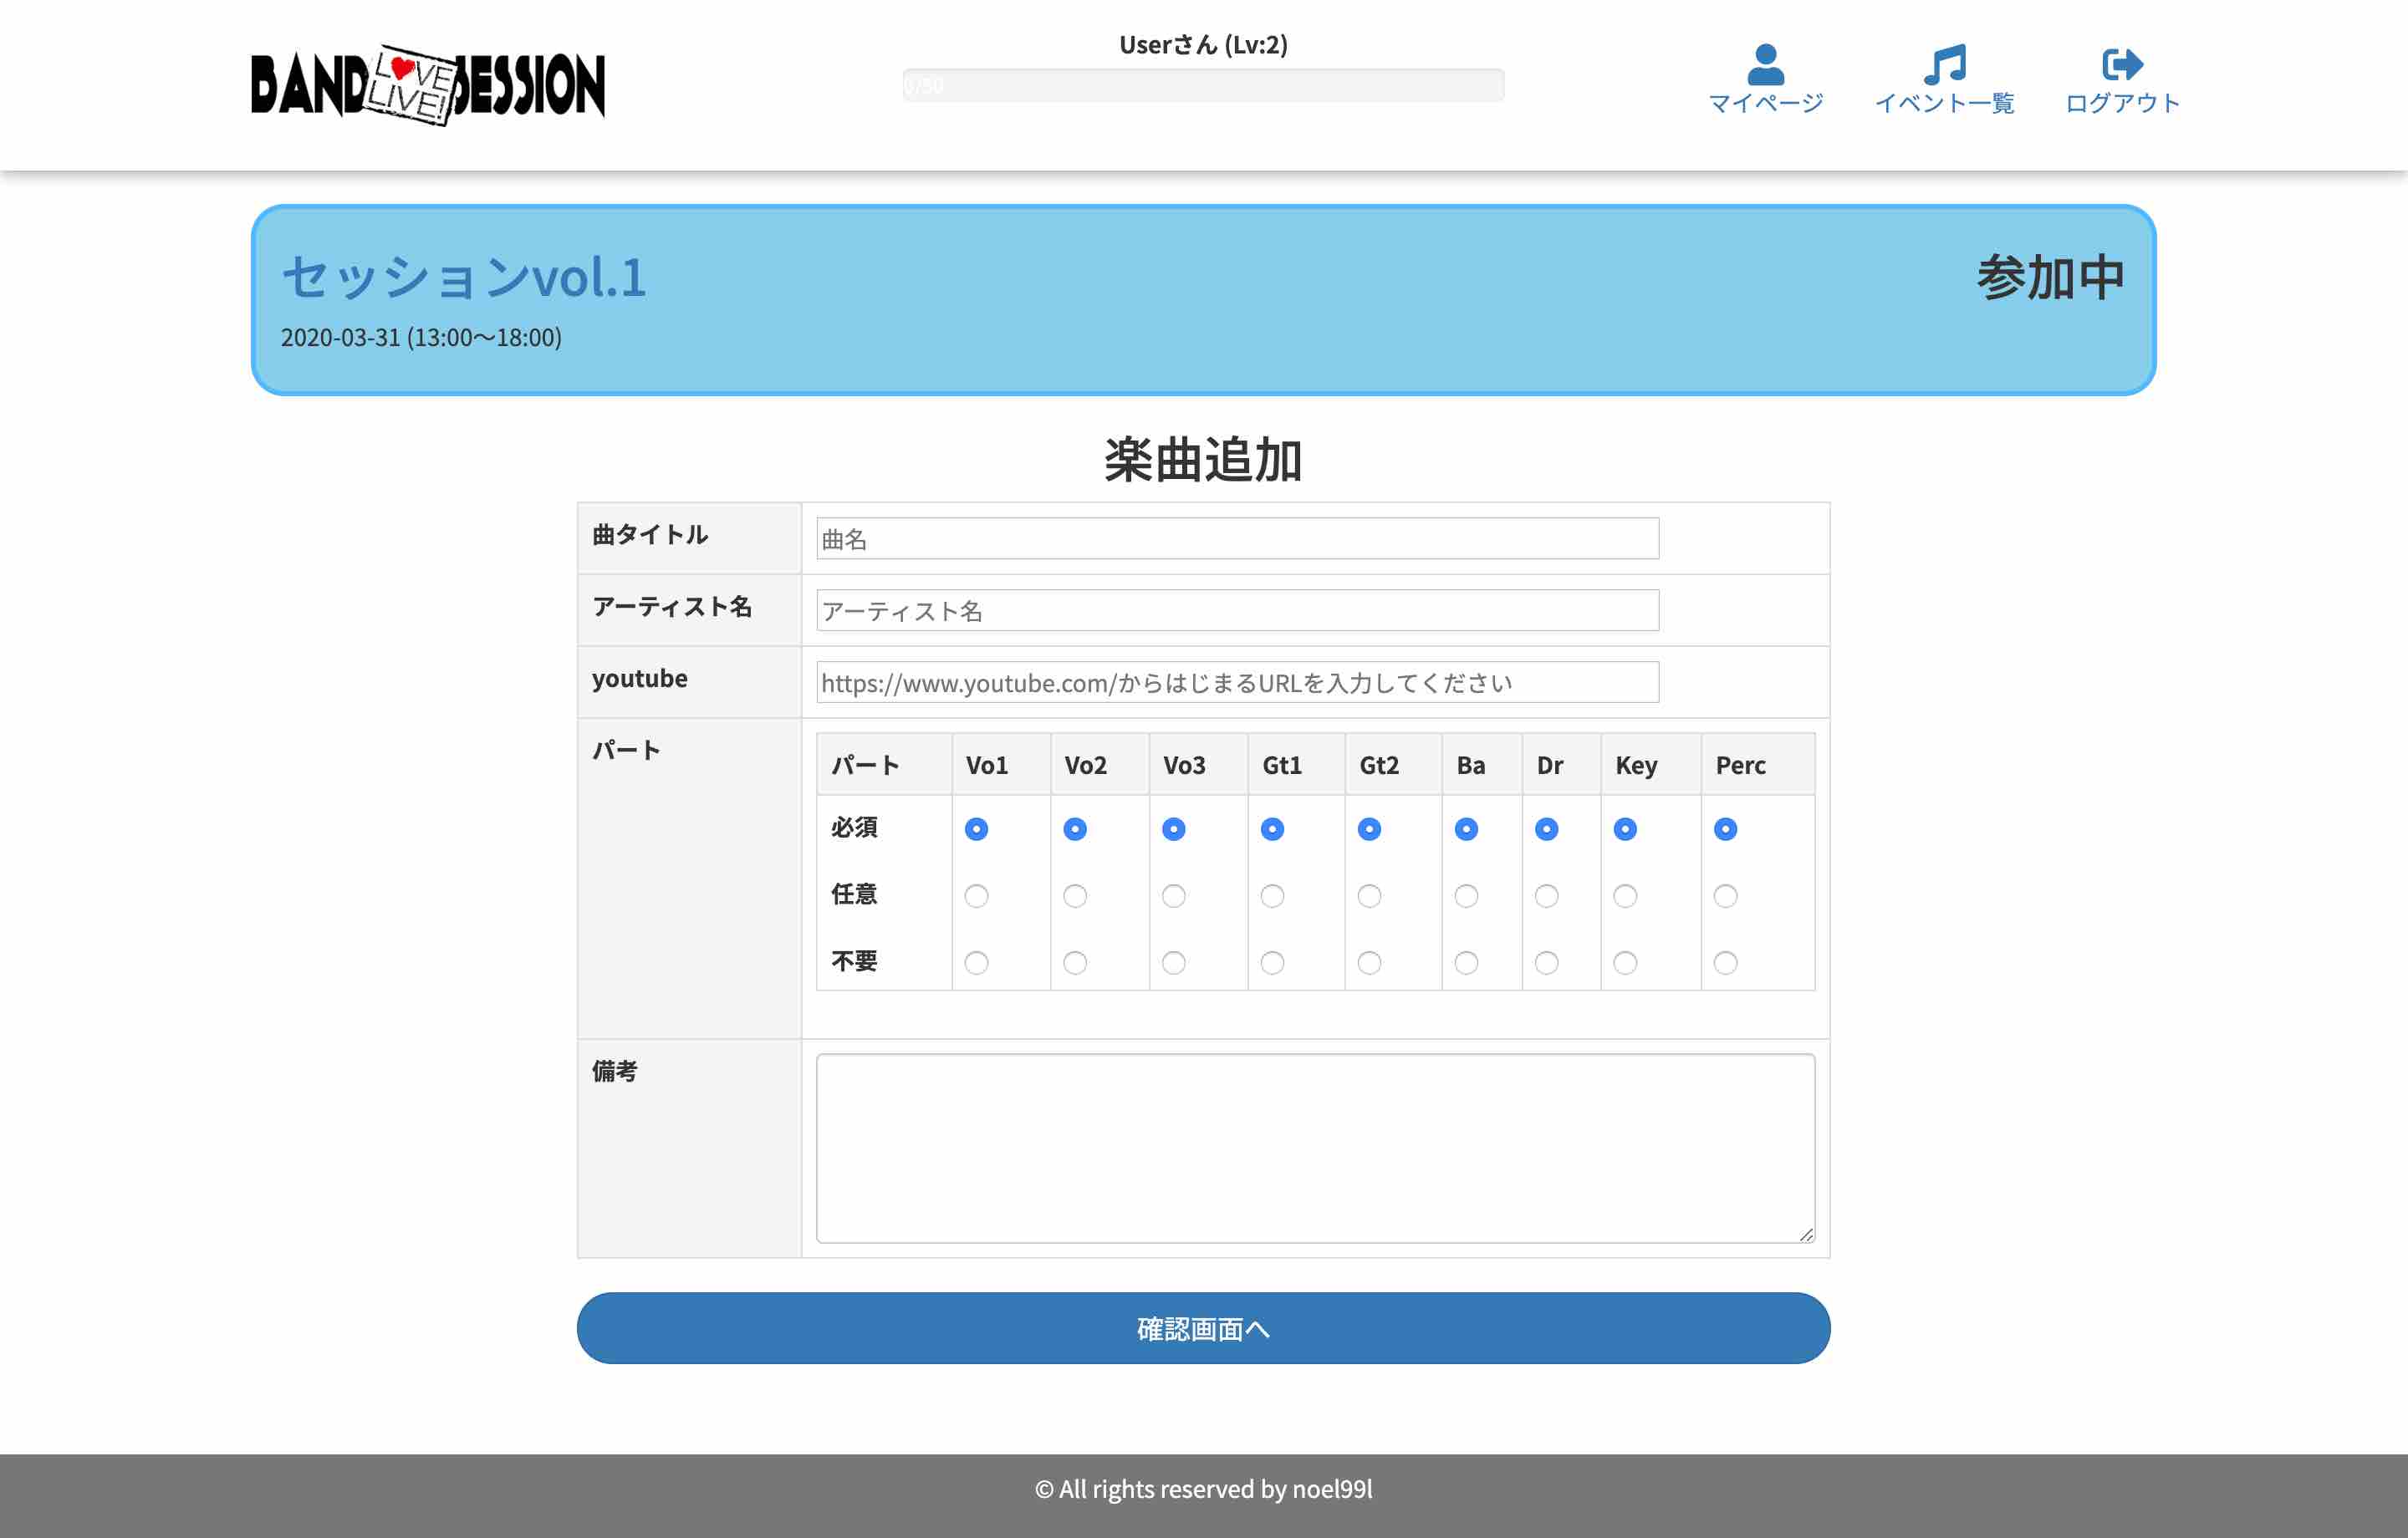 BAND LOVE LIVE! SESSION
Userさん (Lv:2)
0/50
マイページ
イベント一覧
ログアウト
セッションvol.1
参加中
2020-03-31 (13:00〜18:00)
楽曲追加
曲タイトル
曲名
アーティスト名
アーティスト名
youtube
https://www.youtube.com/からはじまるURLを入力してください
パート
パート Vo1 Vo2 Vo3 Gt1 Gt2 Ba Dr Key Perc
必須
任意
不要
備考
確認画面へ
© All rights reserved by noel99l